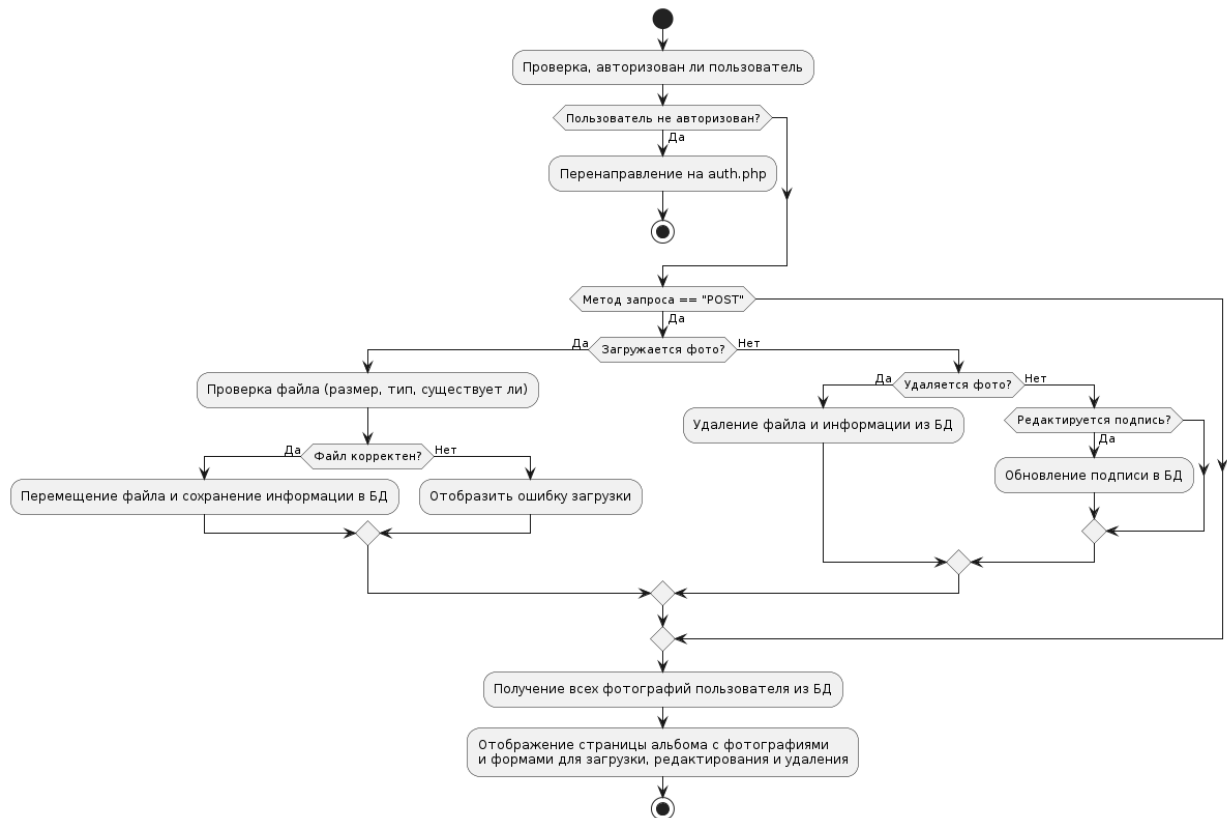 Проверка, авторизован ли пользователь
Пользователь не авторизован?
Да
Перенаправление на auth.php
Метод запроса == "POST"
Да
Да
Загружается фото?
Нет
Проверка файла (размер, тип, существует ли)
Да
Удаляется фото?
Нет
Удаление файла и информации из БД
Редактируется подпись?
Да
Да
Файл корректен?
Нет
Перемещение файла и сохранение информации в БД
Отобразить ошибку загрузки
Обновление подписи в БД
Получение всех фотографий пользователя из БД
Отображение страницы альбома с фотографиями
и формами для загрузки, редактирования и удаления